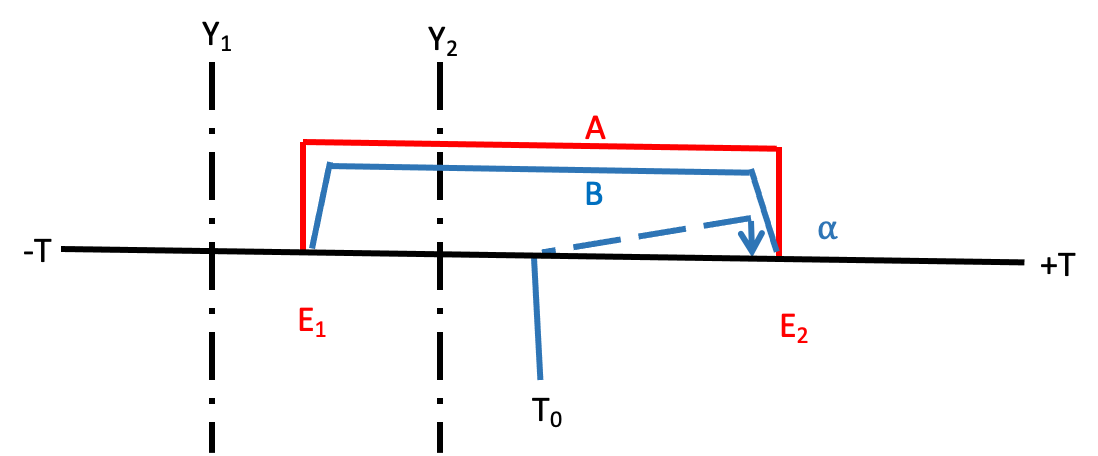 Y₁
Y₂
A
B
α
-T
+T
E₁
E₂
T₀